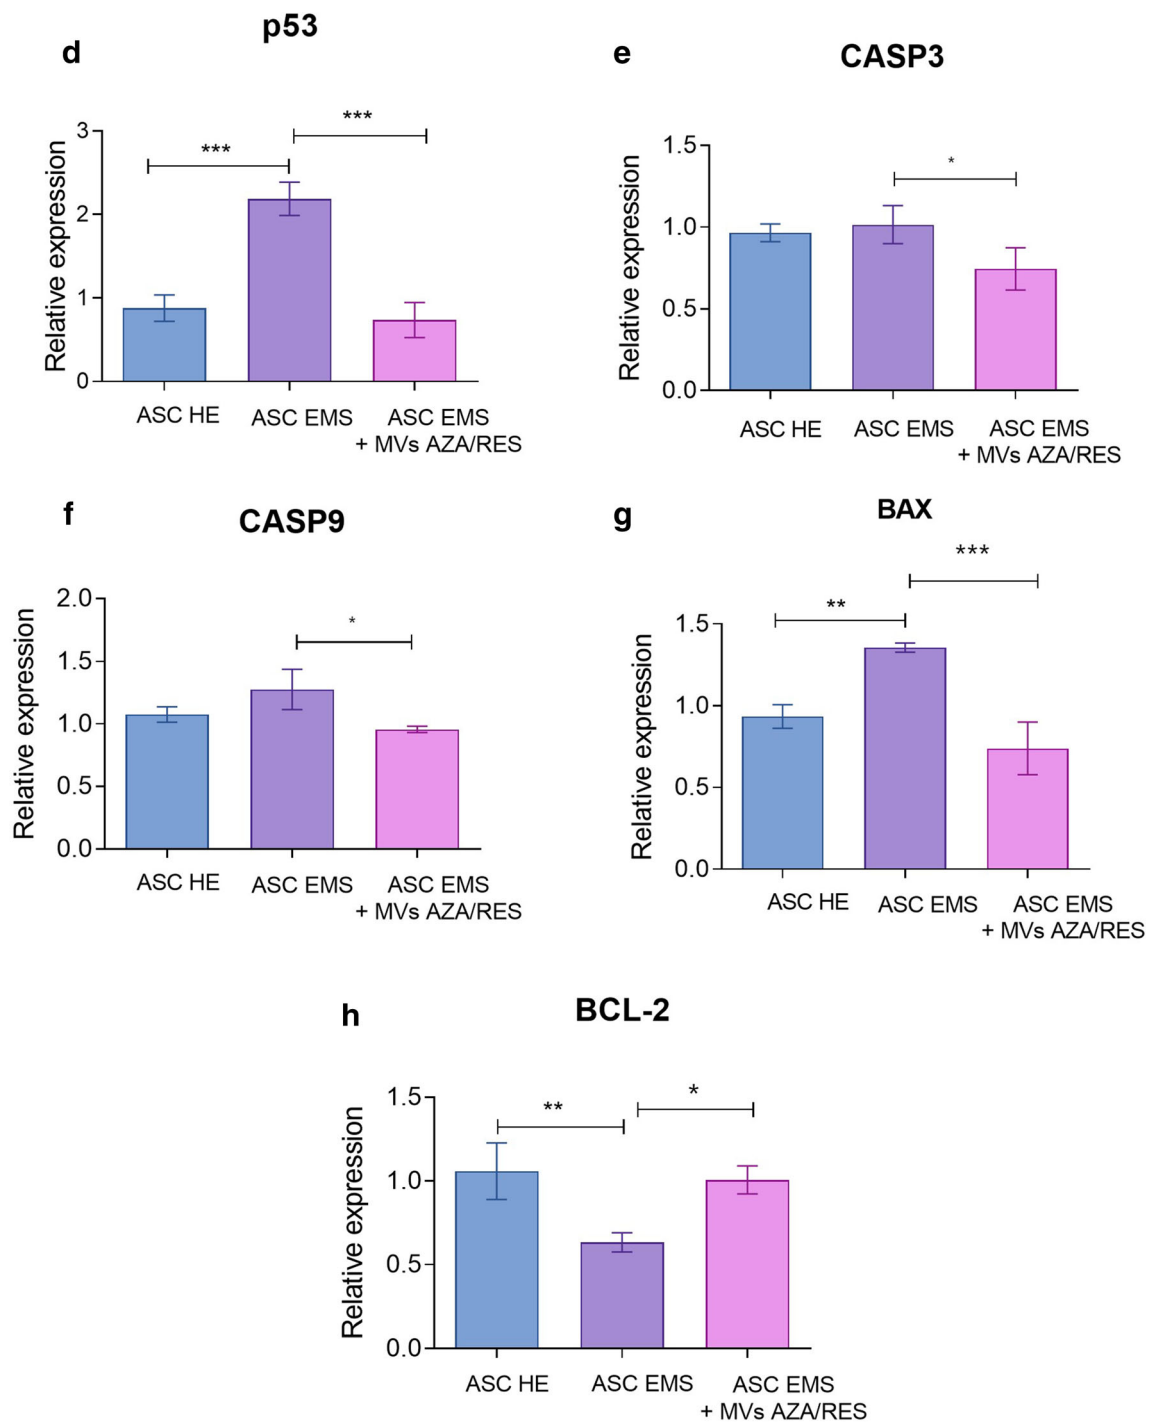 d
p53
Relative expression
3
2
1
0
***
***
ASC HE
ASC EMS
ASC EMS
+ MVs AZA/RES
e
CASP3
Relative expression
1.5
1.0
0.5
0.0
*
ASC HE
ASC EMS
ASC EMS
+ MVs AZA/RES
f
CASP9
Relative expression
2.0
1.5
1.0
0.5
0.0
*
ASC HE
ASC EMS
ASC EMS
+ MVs AZA/RES
g
BAX
Relative expression
1.5
1.0
0.5
0.0
**
***
ASC HE
ASC EMS
ASC EMS
+ MVs AZA/RES
h
BCL-2
Relative expression
1.5
1.0
0.5
0.0
**
*
ASC HE
ASC EMS
ASC EMS
+ MVs AZA/RES